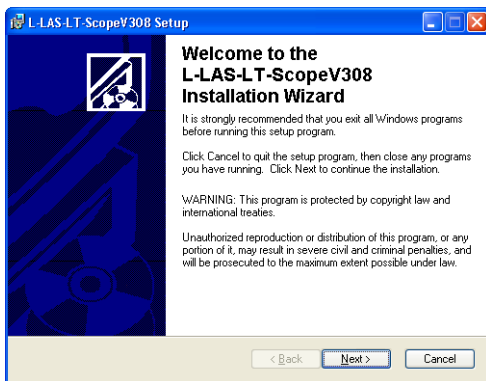 L-LAS-LT-ScopeV308 Setup
Welcome to the
L-LAS-LT-ScopeV308
Installation Wizard
It is strongly recommended that you exit all Windows programs
before running this setup program.
Click Cancel to quit the setup program, then close any programs
you have running. Click Next to continue the installation.
WARNING: This program is protected by copyright law and
international treaties.
Unauthorized reproduction or distribution of this program, or any
portion of it, may result in severe civil and criminal penalties, and
will be prosecuted to the maximum extent possible under law.
< Back
Next >
Cancel